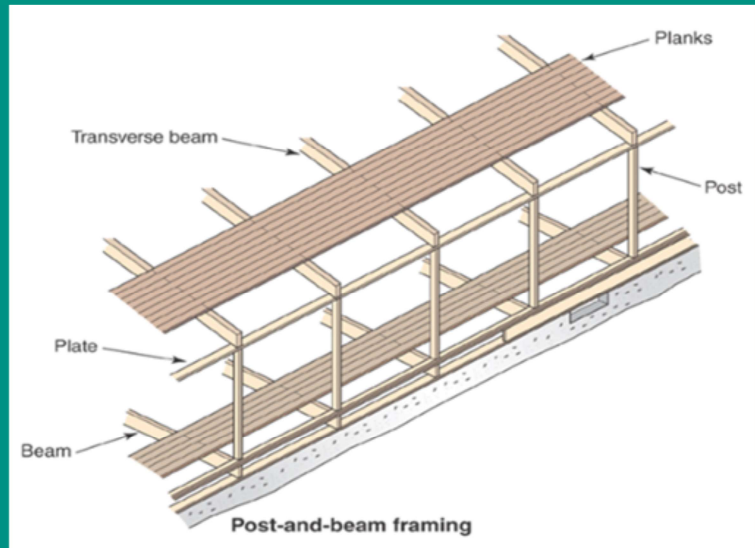 Planks
Transverse beam
Post
Plate
Beam
Post-and-beam framing